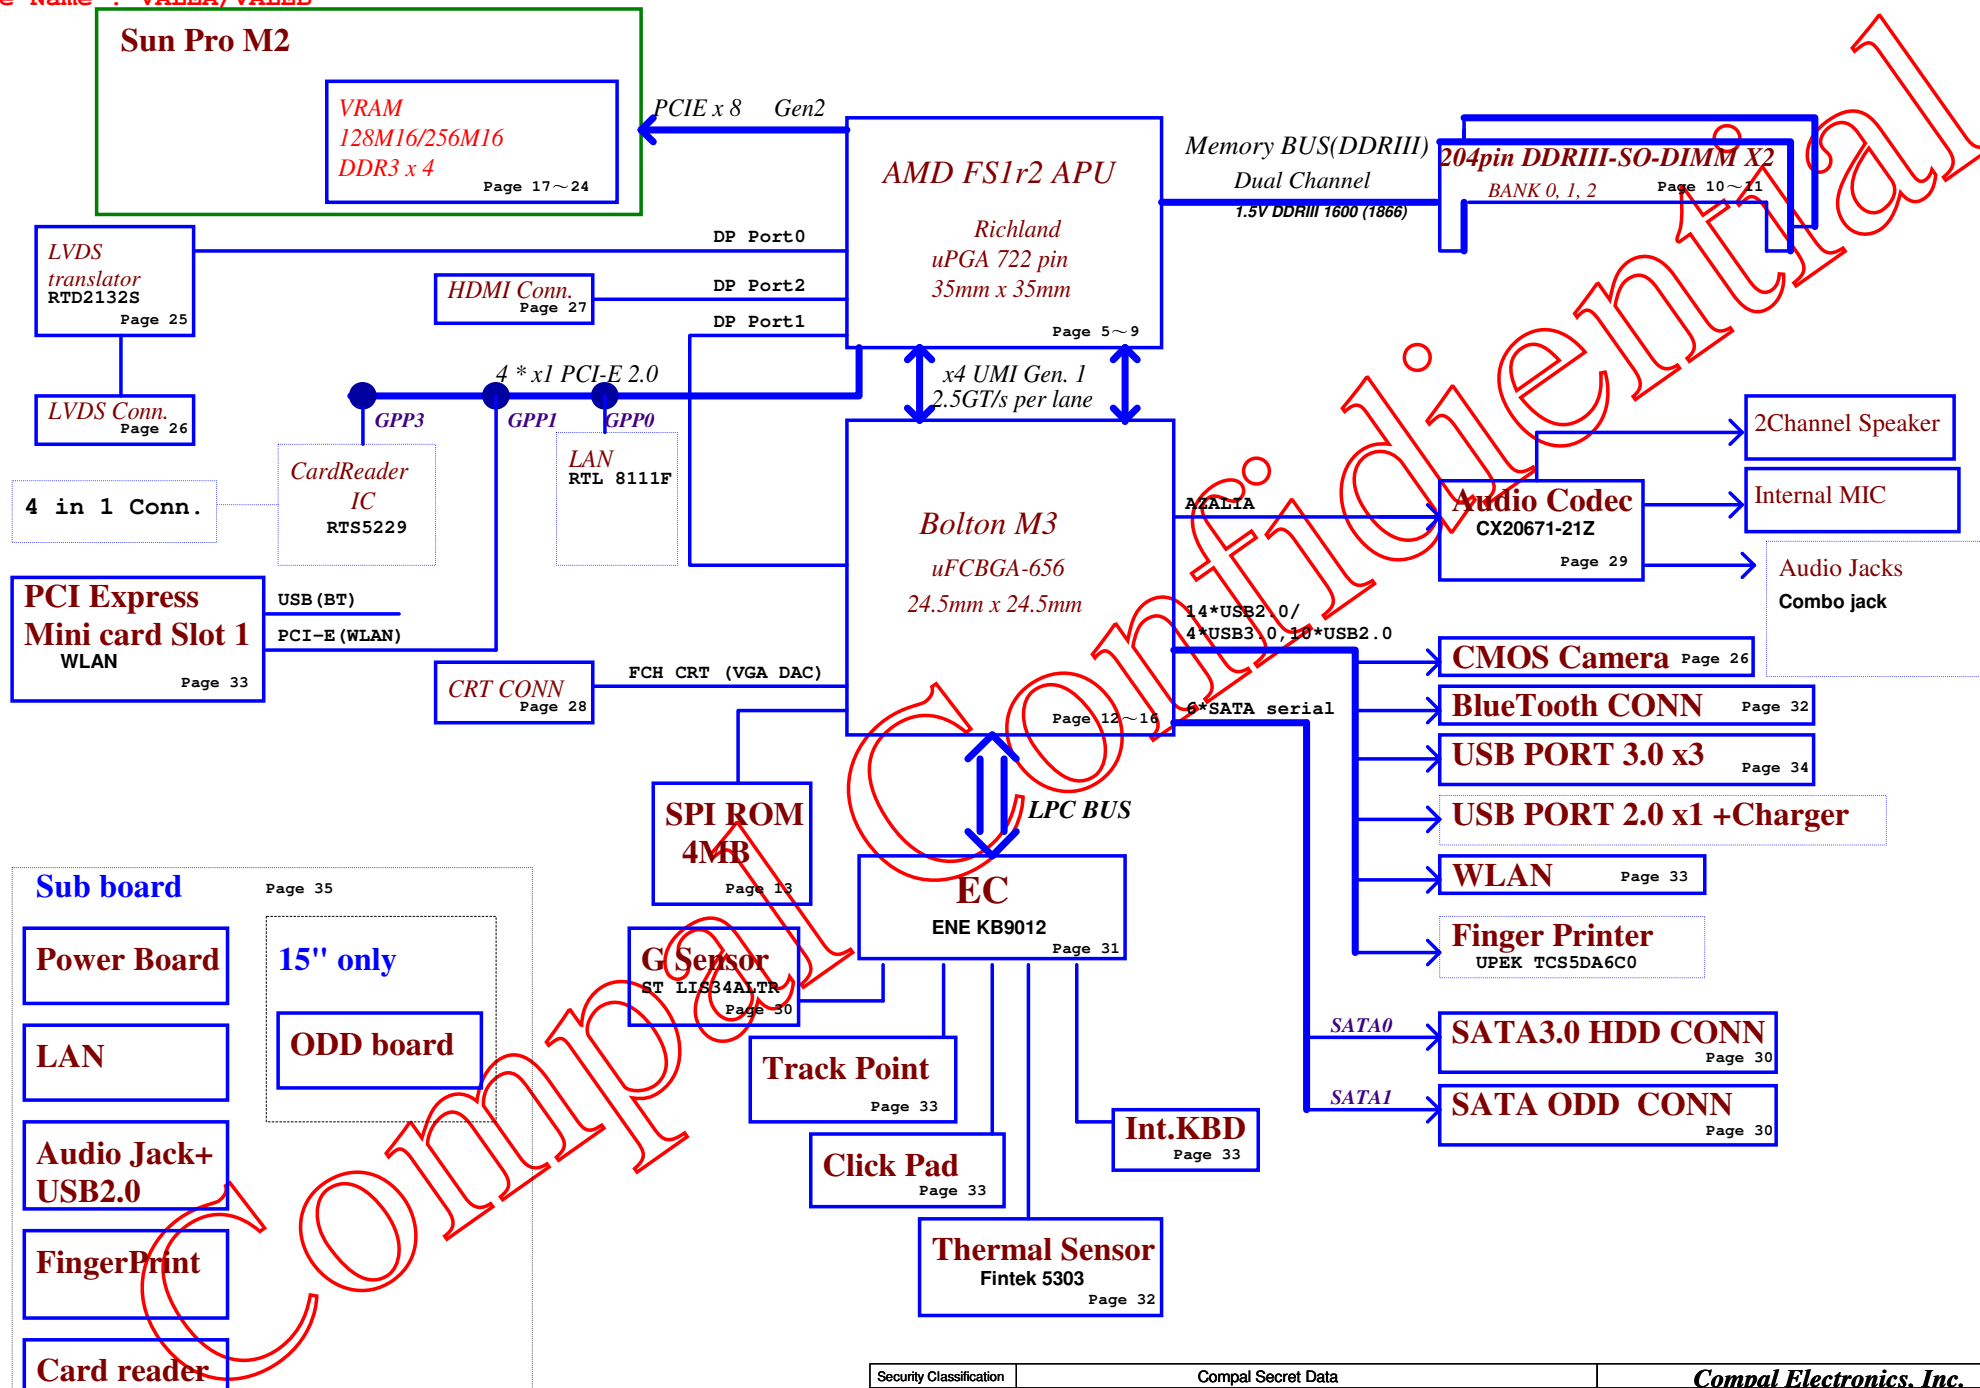 Sun Pro M2
VRAM
128M16/256M16
DDR3 x 4
Page 17~24
PCIE x 8 Gen2
AMD FS1r2 APU
Richland
uPGA 722 pin
35mm x 35mm
Page 5~9
Memory BUS(DDRIII)
Dual Channel
1.5V DDRIII 1600 (1866)
204pin DDRIII-SO-DIMM X2
BANK 0, 1, 2
Page 10~11
LVDS
translator
RTD2132S
Page 25
DP Port0
HDMI Conn.
Page 27
DP Port2
DP Port1
LVDS Conn.
Page 26
4 * x1 PCI-E 2.0
GPP3
GPP1
GPP0
x4 UMI Gen. 1
2.5GT/s per lane
4 in 1 Conn.
CardReader
IC
RTS5229
LAN
RTL 8111F
PCI Express
Mini card Slot 1
WLAN
Page 33
USB(BT)
PCI-E(WLAN)
Bolton M3
uFCBGA-656
24.5mm x 24.5mm
Page 12~16
CRT CONN
Page 28
FCH CRT (VGA DAC)
AZALIA
Audio Codec
CX20671-21Z
Page 29
2Channel Speaker
Internal MIC
Audio Jacks
Combo jack
14*USB2.0/
4*USB3.0,10*USB2.0
6*SATA serial
CMOS Camera Page 26
BlueTooth CONN Page 32
USB PORT 3.0 x3 Page 34
USB PORT 2.0 x1 +Charger
WLAN Page 33
Finger Printer
UPEK TCS5DA6C0
SATA0
SATA3.0 HDD CONN
Page 30
SATA1
SATA ODD CONN
Page 30
SPI ROM
4MB
Page 13
LPC BUS
EC
ENE KB9012
Page 31
G Sensor
ST LIS34ALTR
Page 30
Track Point
Page 33
Click Pad
Page 33
Int.KBD
Page 33
Thermal Sensor
Fintek 5303
Page 32
Sub board Page 35
Power Board
15" only
ODD board
LAN
Audio Jack+
USB2.0
FingerPrint
Card reader
Compal Confidential
Security Classification
Compal Secret Data
Compal Electronics, Inc.